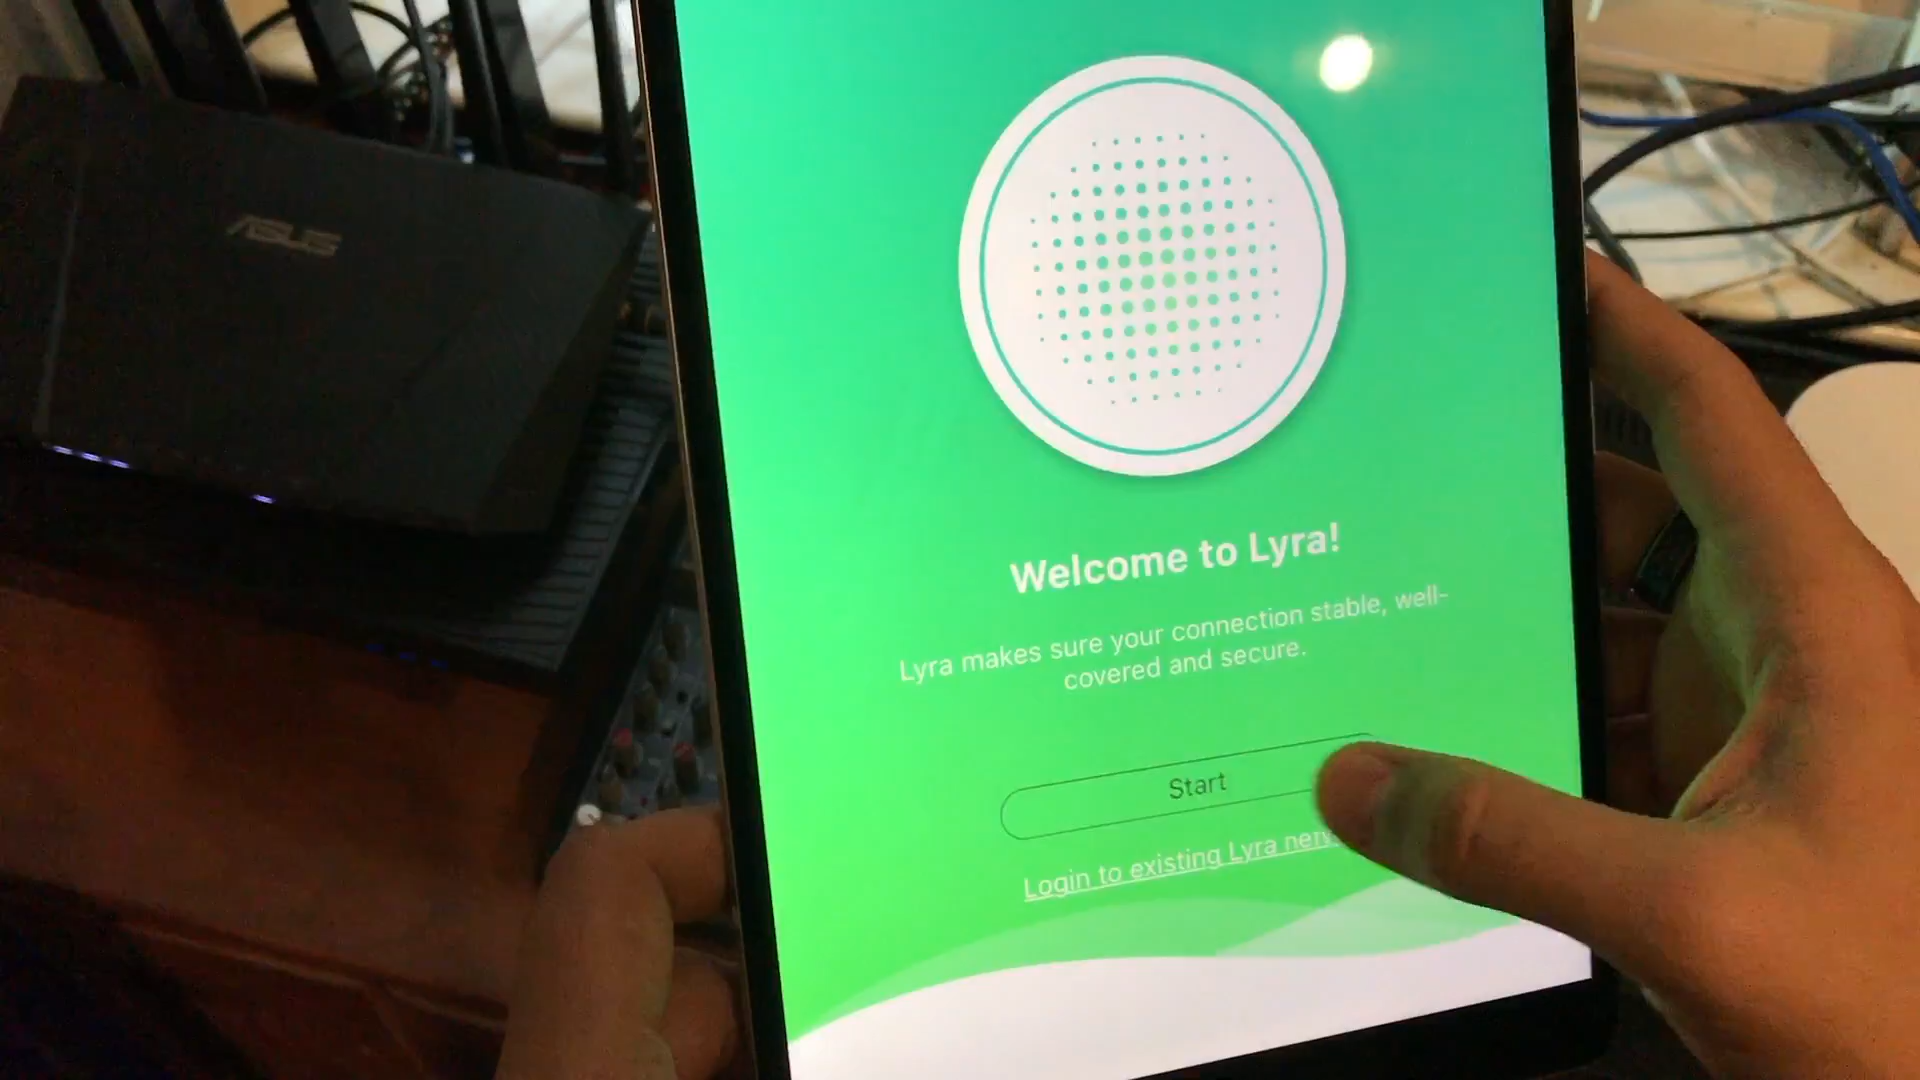 ASUS
Welcome to Lyra!
Lyra makes sure your connection stable, well-
covered and secure.
Start
Login to existing Lyra